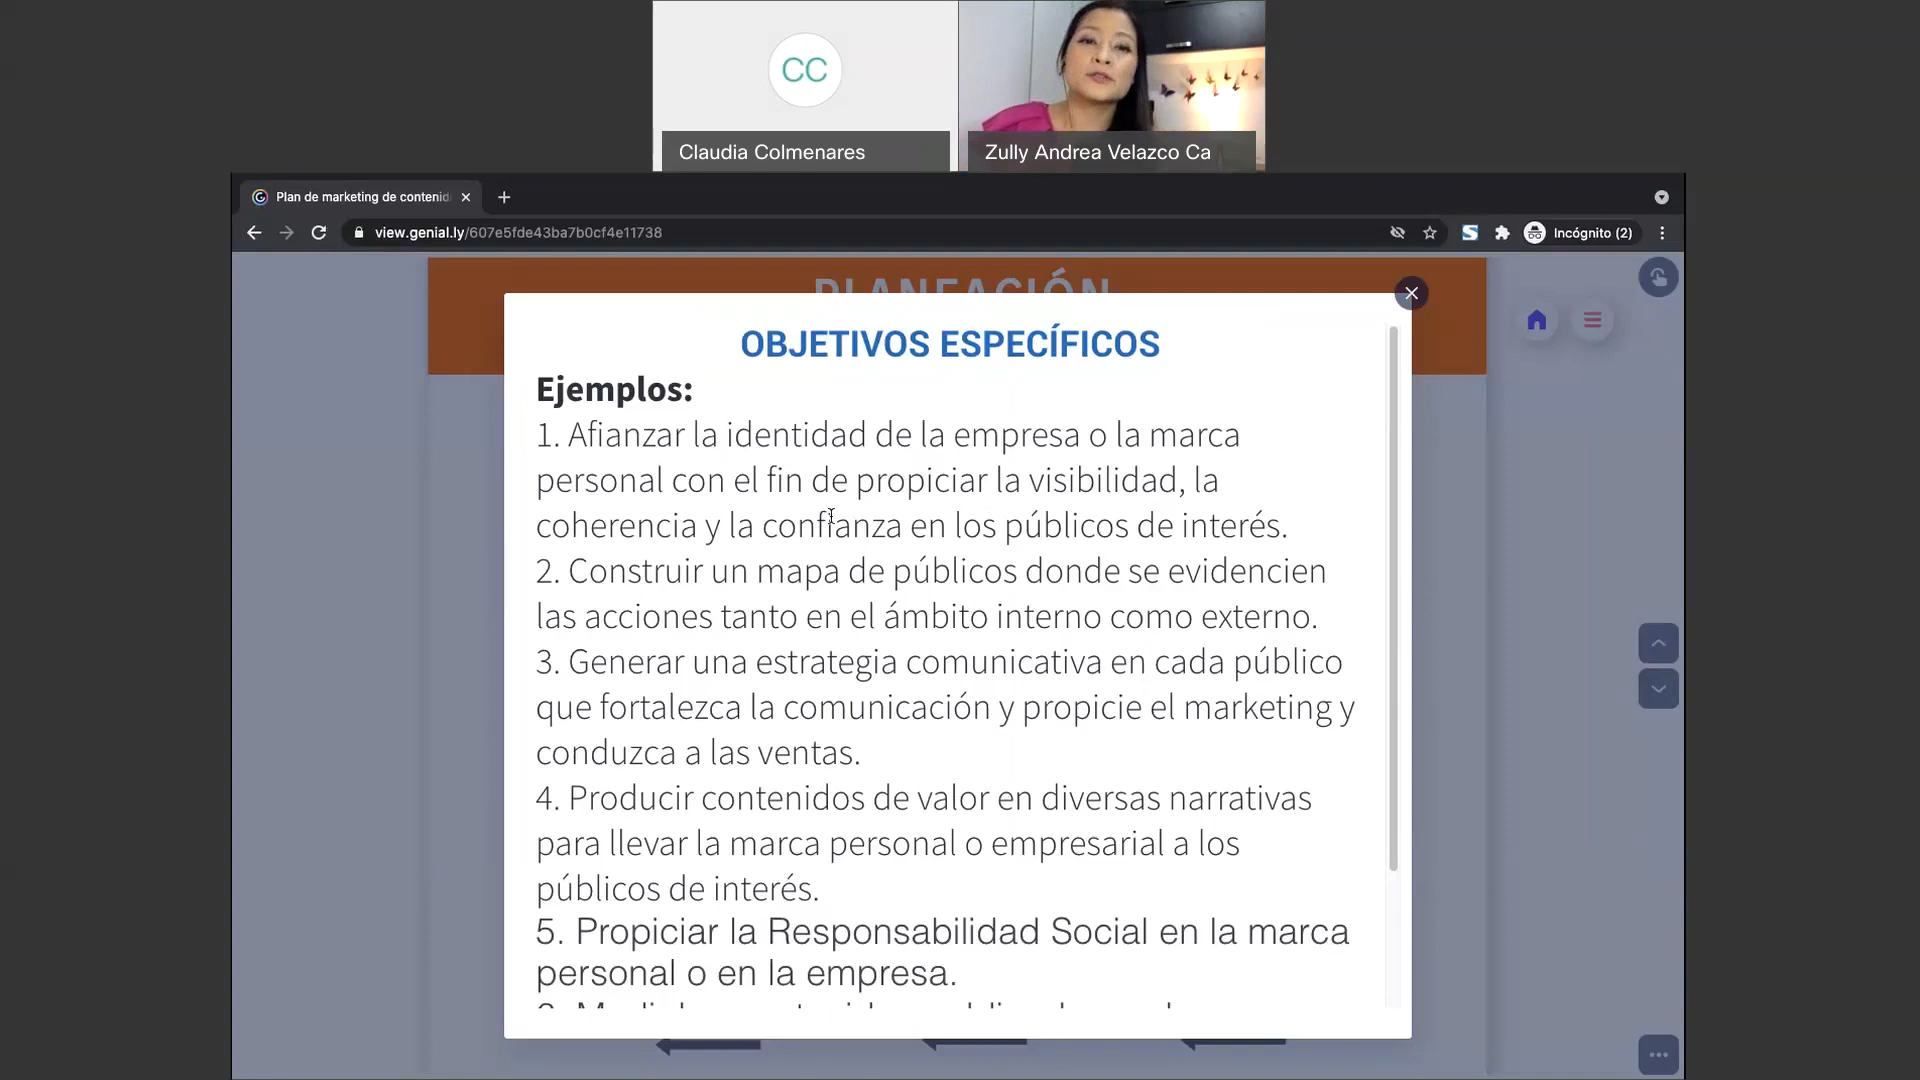 CC
Claudia Colmenares
Zully Andrea Velazco Ca
Plan de marketing de contenid
view.genial.ly/607e5fde43ba7b0cf4e11738
Incógnito (2)
PLANEACIÓN
OBJETIVOS ESPECÍFICOS
Ejemplos:
1. Afianzar la identidad de la empresa o la marca
personal con el fin de propiciar la visibilidad, la
coherencia y la confianza en los públicos de interés.
2. Construir un mapa de públicos donde se evidencien
las acciones tanto en el ámbito interno como externo.
3. Generar una estrategia comunicativa en cada público
que fortalezca la comunicación y propicie el marketing y
conduzca a las ventas.
4. Producir contenidos de valor en diversas narrativas
para llevar la marca personal o empresarial a los
públicos de interés.
5. Propiciar la Responsabilidad Social en la marca
personal o en la empresa.